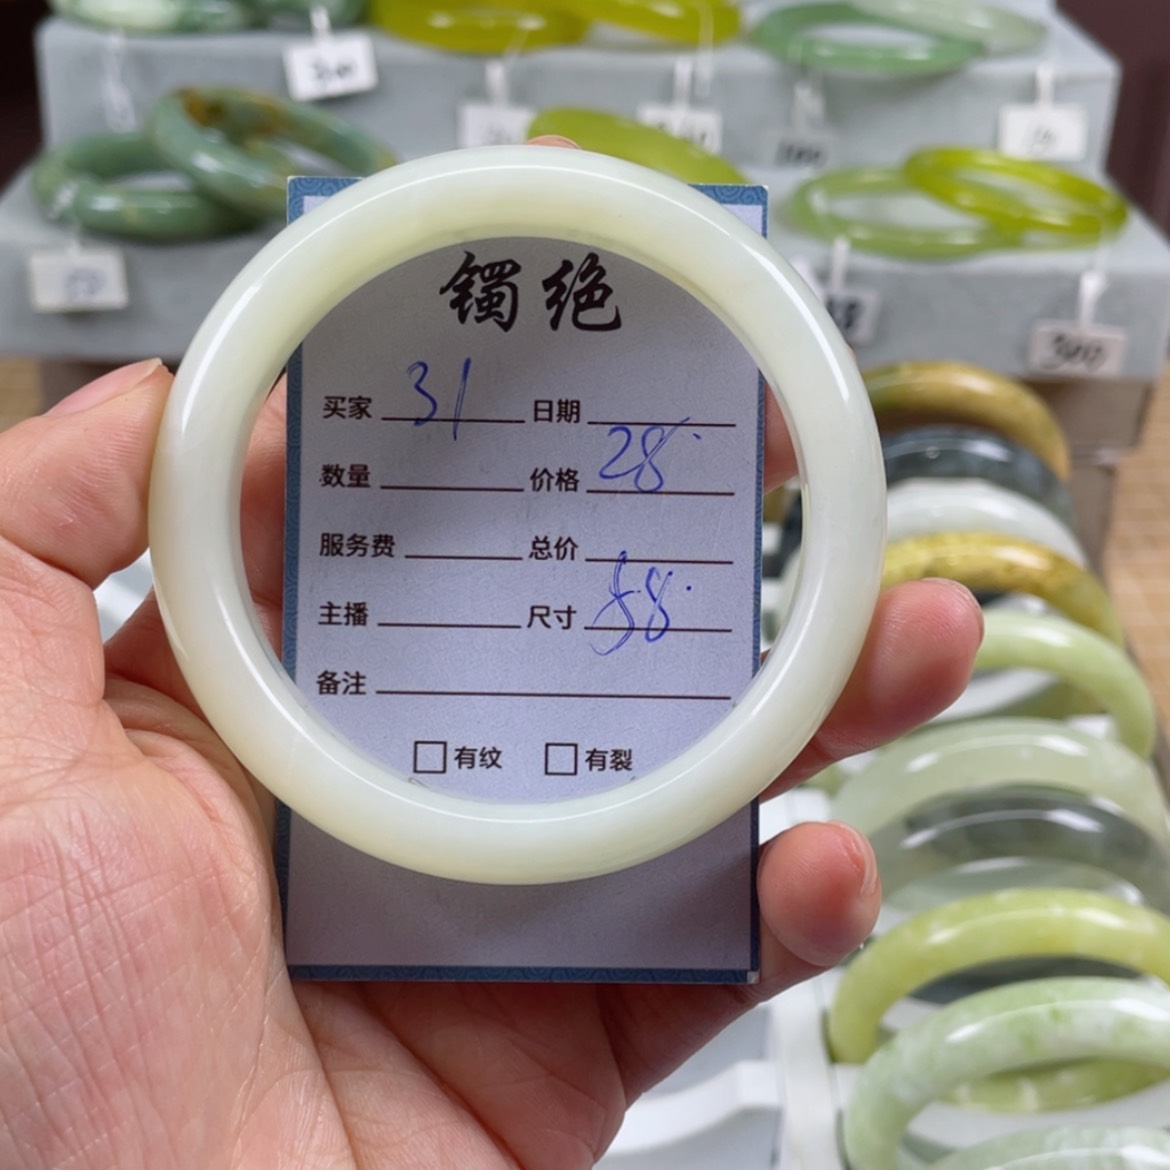 镯绝
买家 31 日期
数量 价格 28
服务费 总价
主播 尺寸 58
备注
□有纹 □有裂
300